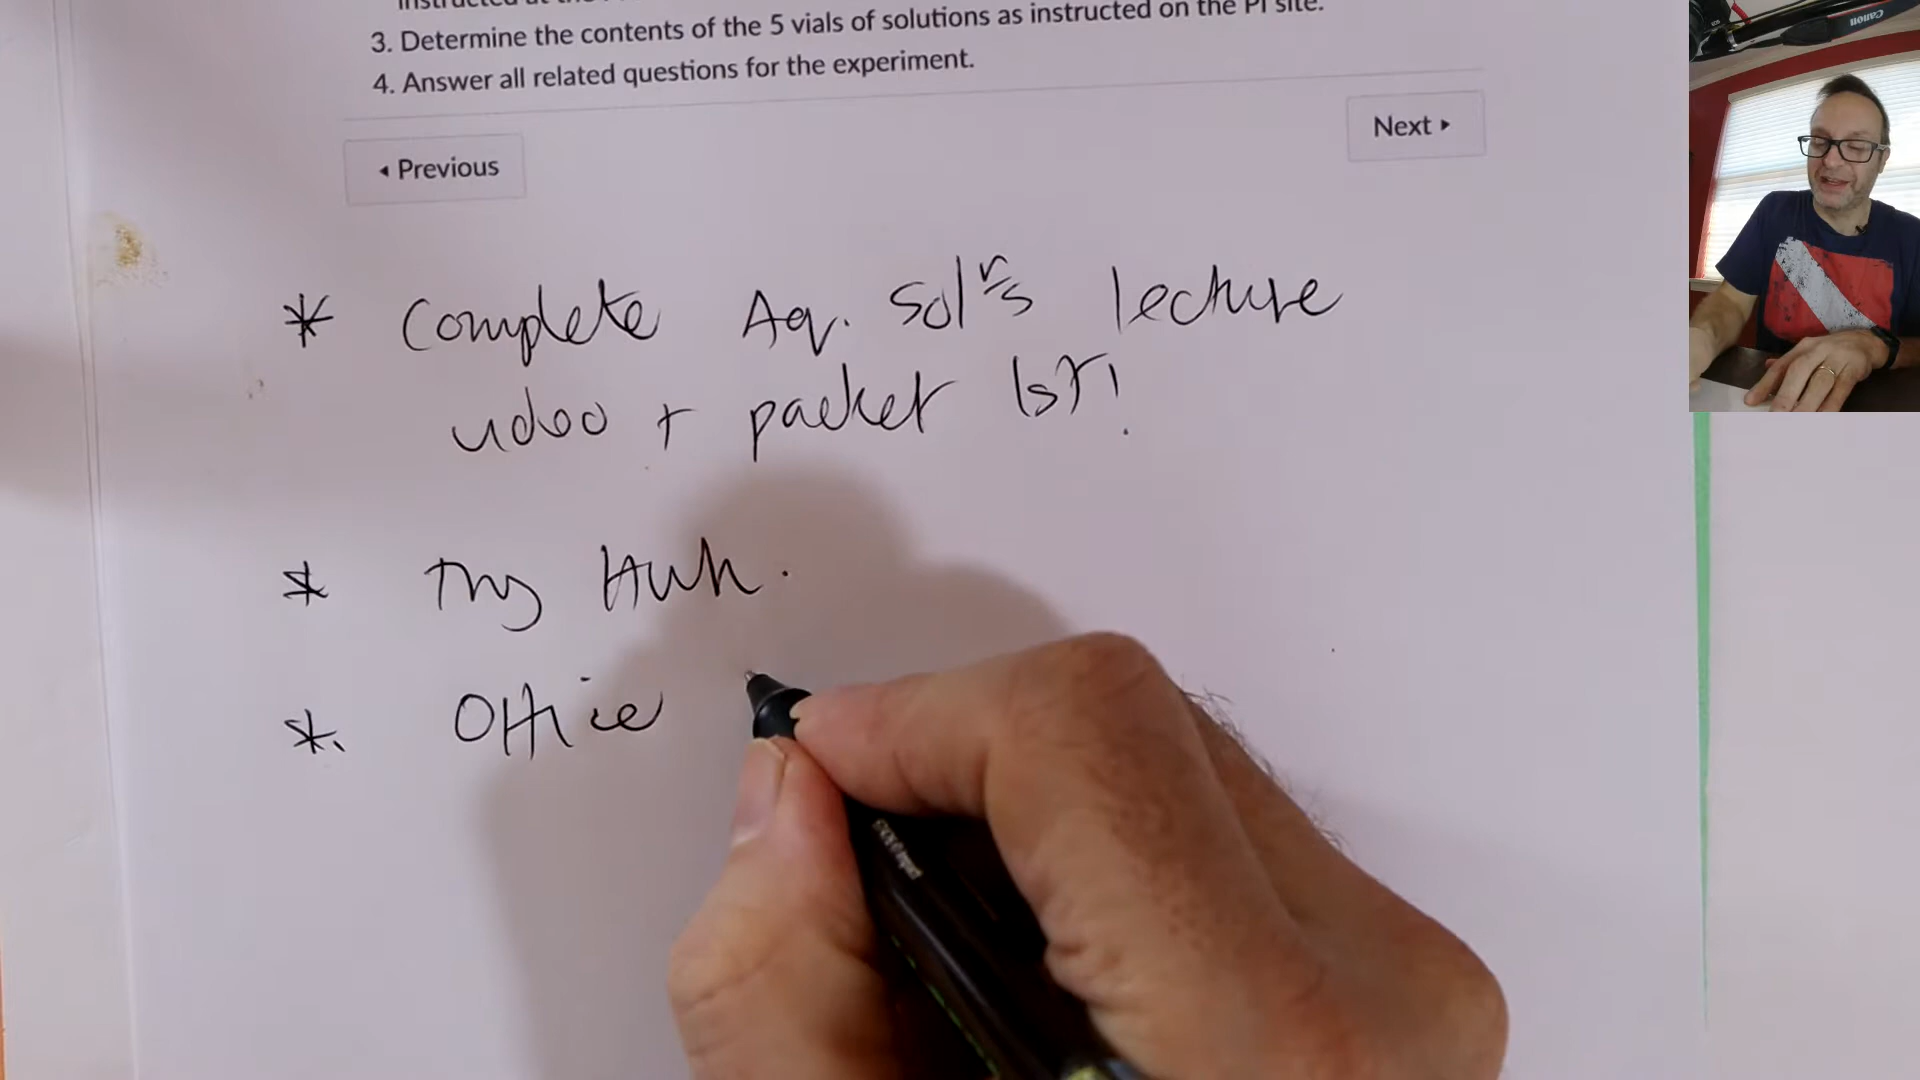 3. Determine the contents of the 5 vials of solutions as instructed on the PI site.
4. Answer all related questions for the experiment.
Next
Previous
Canon
* Complete Aq. Solns lecture
video + packet 1st!
* Try HWk.
* Office